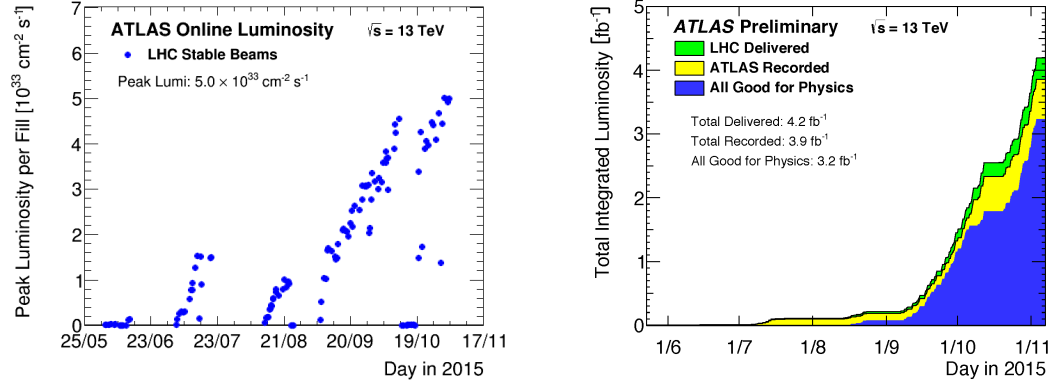 ATLAS Online Luminosity √s = 13 TeV
LHC Stable Beams
Peak Lumi: 5.0 × 10³³ cm⁻² s⁻¹
Peak Luminosity per Fill [10³³ cm⁻² s⁻¹]
7
6
5
4
3
2
1
0
25/05 23/06 23/07 21/08 20/09 19/10 17/11
Day in 2015
ATLAS Preliminary √s = 13 TeV
LHC Delivered
ATLAS Recorded
All Good for Physics
Total Delivered: 4.2 fb⁻¹
Total Recorded: 3.9 fb⁻¹
All Good for Physics: 3.2 fb⁻¹
Total Integrated Luminosity [fb⁻¹]
5
4
3
2
1
0
1/6 1/7 1/8 1/9 1/10 1/11
Day in 2015